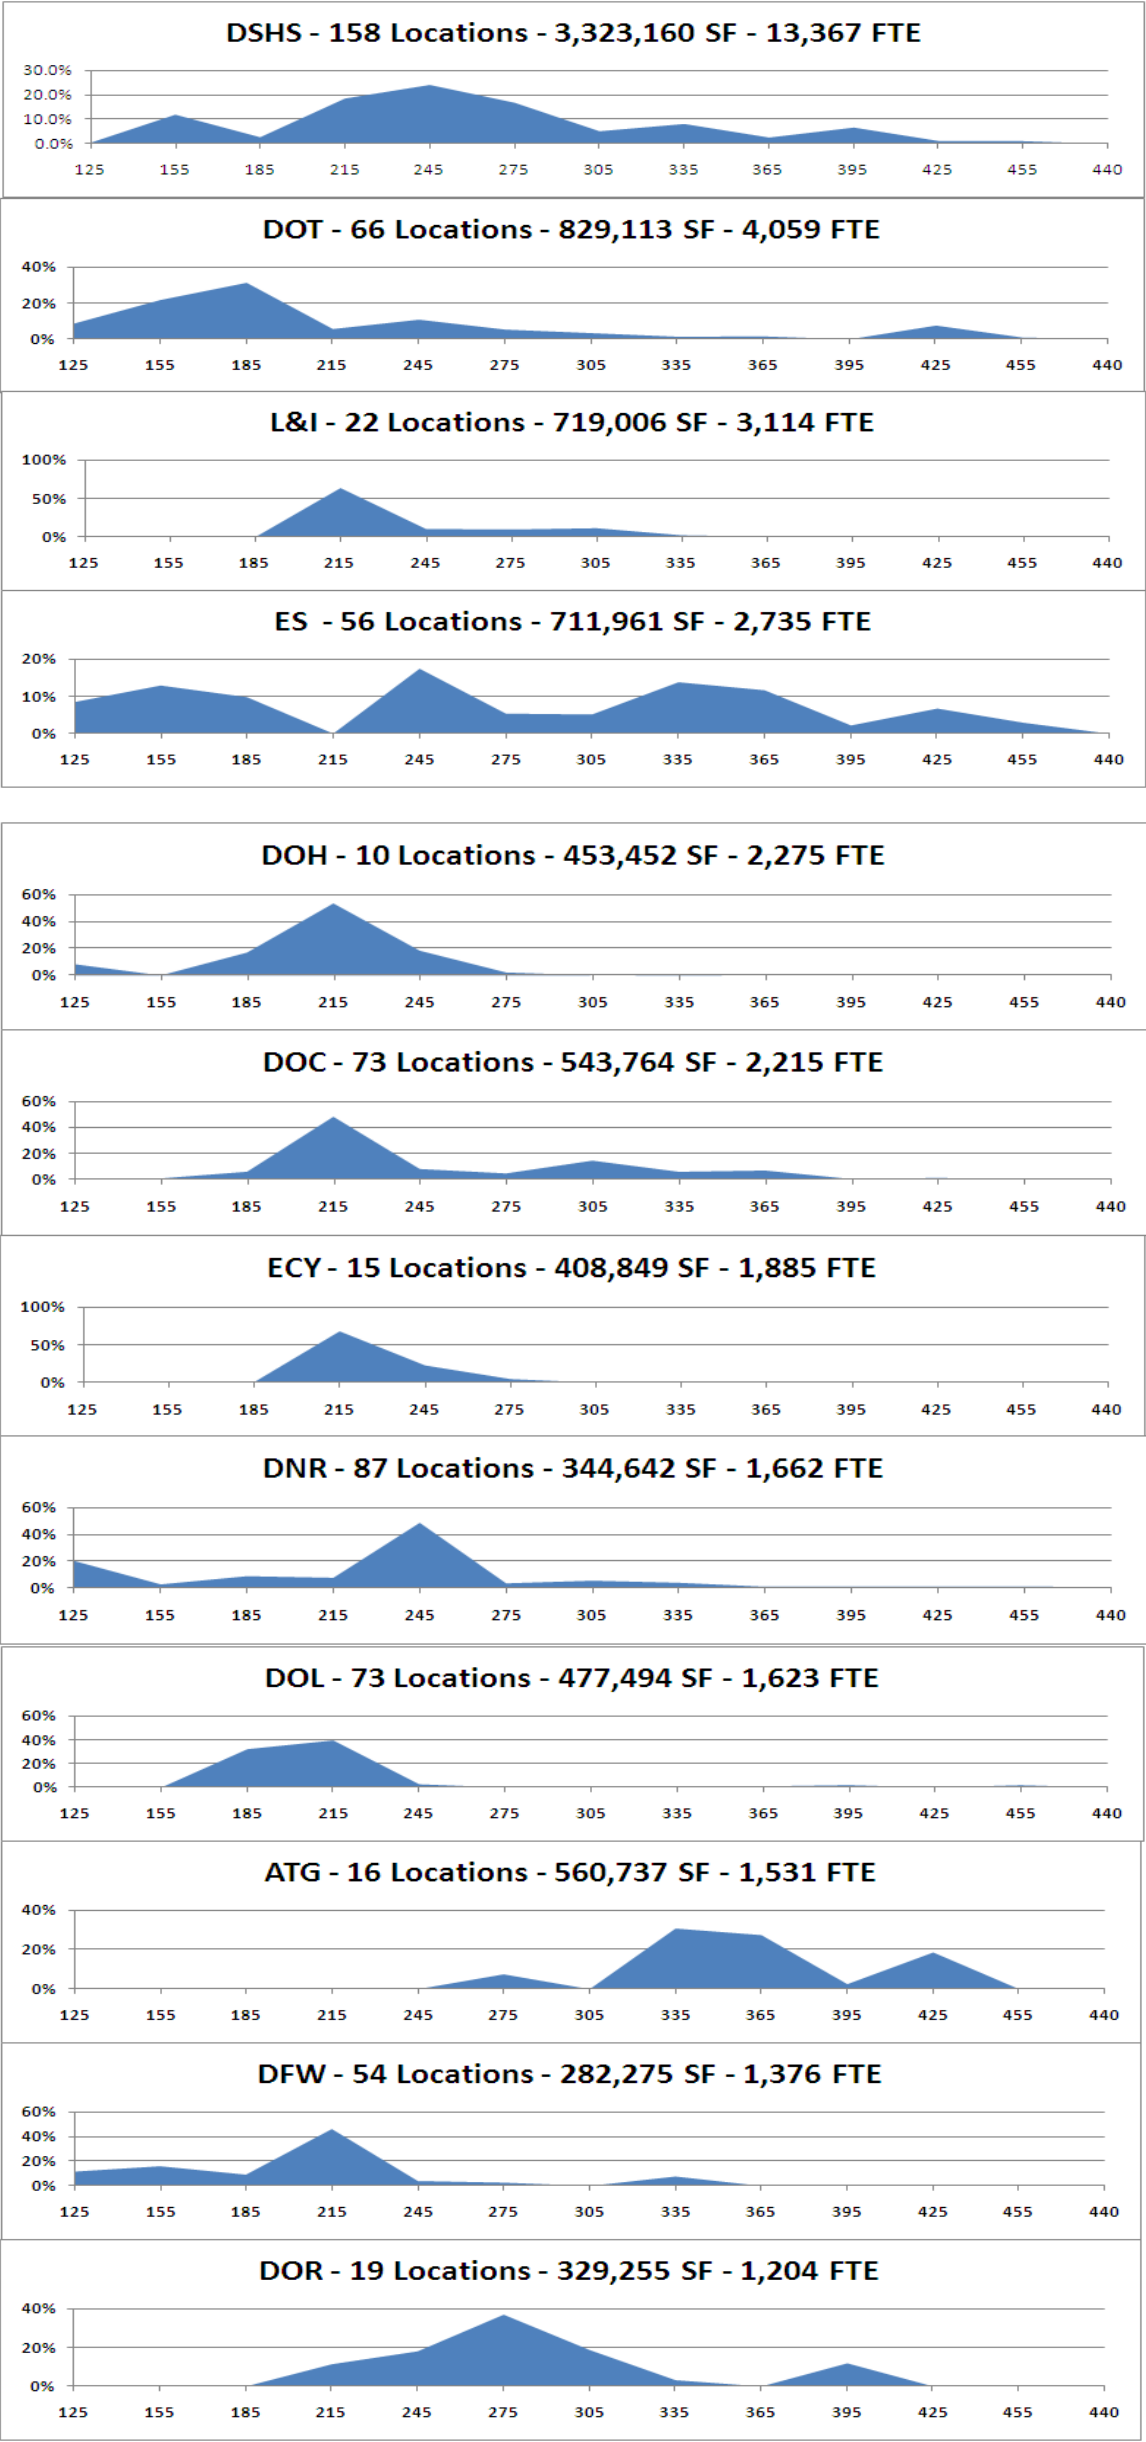 DSHS - 158 Locations - 3,323,160 SF - 13,367 FTE
30.0%
20.0%
10.0%
0.0%
125 155 185 215 245 275 305 335 365 395 425 455 440
DOT - 66 Locations - 829,113 SF - 4,059 FTE
40%
20%
0%
125 155 185 215 245 275 305 335 365 395 425 455 440
L&I - 22 Locations - 719,006 SF - 3,114 FTE
100%
50%
0%
125 155 185 215 245 275 305 335 365 395 425 455 440
ES - 56 Locations - 711,961 SF - 2,735 FTE
20%
10%
0%
125 155 185 215 245 275 305 335 365 395 425 455 440
DOH - 10 Locations - 453,452 SF - 2,275 FTE
60%
40%
20%
0%
125 155 185 215 245 275 305 335 365 395 425 455 440
DOC - 73 Locations - 543,764 SF - 2,215 FTE
60%
40%
20%
0%
125 155 185 215 245 275 305 335 365 395 425 455 440
ECY - 15 Locations - 408,849 SF - 1,885 FTE
100%
50%
0%
125 155 185 215 245 275 305 335 365 395 425 455 440
DNR - 87 Locations - 344,642 SF - 1,662 FTE
60%
40%
20%
0%
125 155 185 215 245 275 305 335 365 395 425 455 440
DOL - 73 Locations - 477,494 SF - 1,623 FTE
60%
40%
20%
0%
125 155 185 215 245 275 305 335 365 395 425 455 440
ATG - 16 Locations - 560,737 SF - 1,531 FTE
40%
20%
0%
125 155 185 215 245 275 305 335 365 395 425 455 440
DFW - 54 Locations - 282,275 SF - 1,376 FTE
60%
40%
20%
0%
125 155 185 215 245 275 305 335 365 395 425 455 440
DOR - 19 Locations - 329,255 SF - 1,204 FTE
40%
20%
0%
125 155 185 215 245 275 305 335 365 395 425 455 440